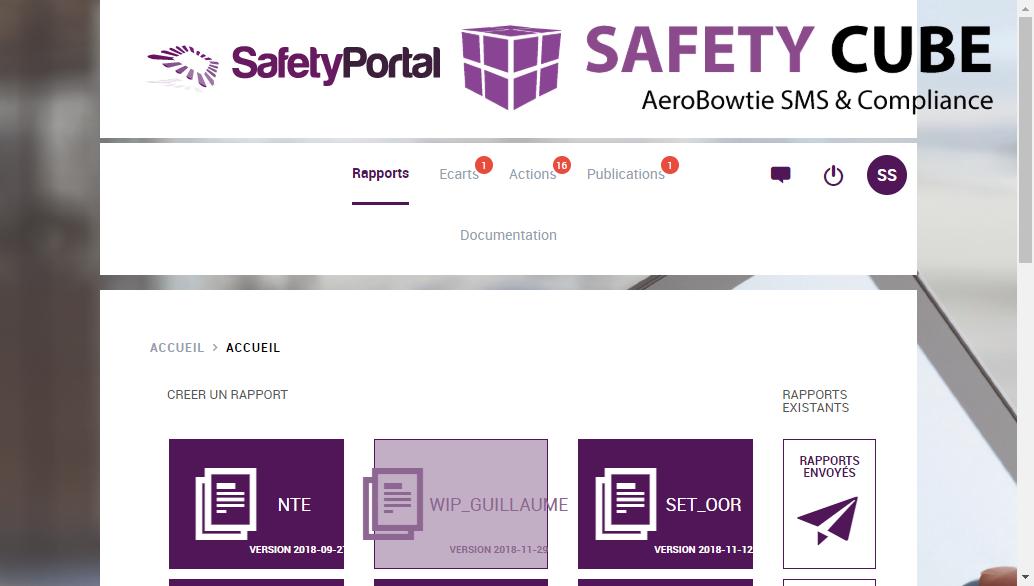 SafetyPortal
SAFETY CUBE
AeroBowtie SMS & Compliance
Rapports
Ecarts 1
Actions 16
Publications 1
SS
Documentation
ACCUEIL > ACCUEIL
CREER UN RAPPORT
RAPPORTS
EXISTANTS
NTE
VERSION 2018-09-27
WIP_GUILLAUME
VERSION 2018-11-29
SET_OOR
VERSION 2018-11-12
RAPPORTS
ENVOYÉS